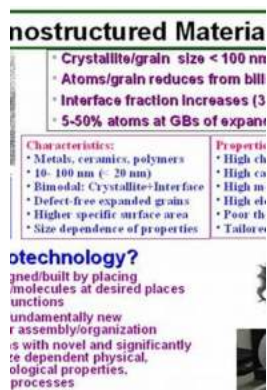 nostructured Materia
Crystallite/grain size < 100 nm
Atoms/grain reduces from bill
Interface fraction increases (3
5-50% atoms at GBs of expan
Characteristics:
• Metals, ceramics, polymers
• 10- 100 nm (< 20 nm)
• Bimodal: Crystallite+Interface
• Defect-free expanded grains
• Higher specific surface area
• Size dependence of properties
Properti
• High ch
• High ca
• High m
• High el
• Poor th
• Tailore
otechnology?
gned/built by placing
/molecules at desired places
unctions
undamentally new
r assembly/organization
s with novel and significantly
ze dependent physical,
ological properties,
processes